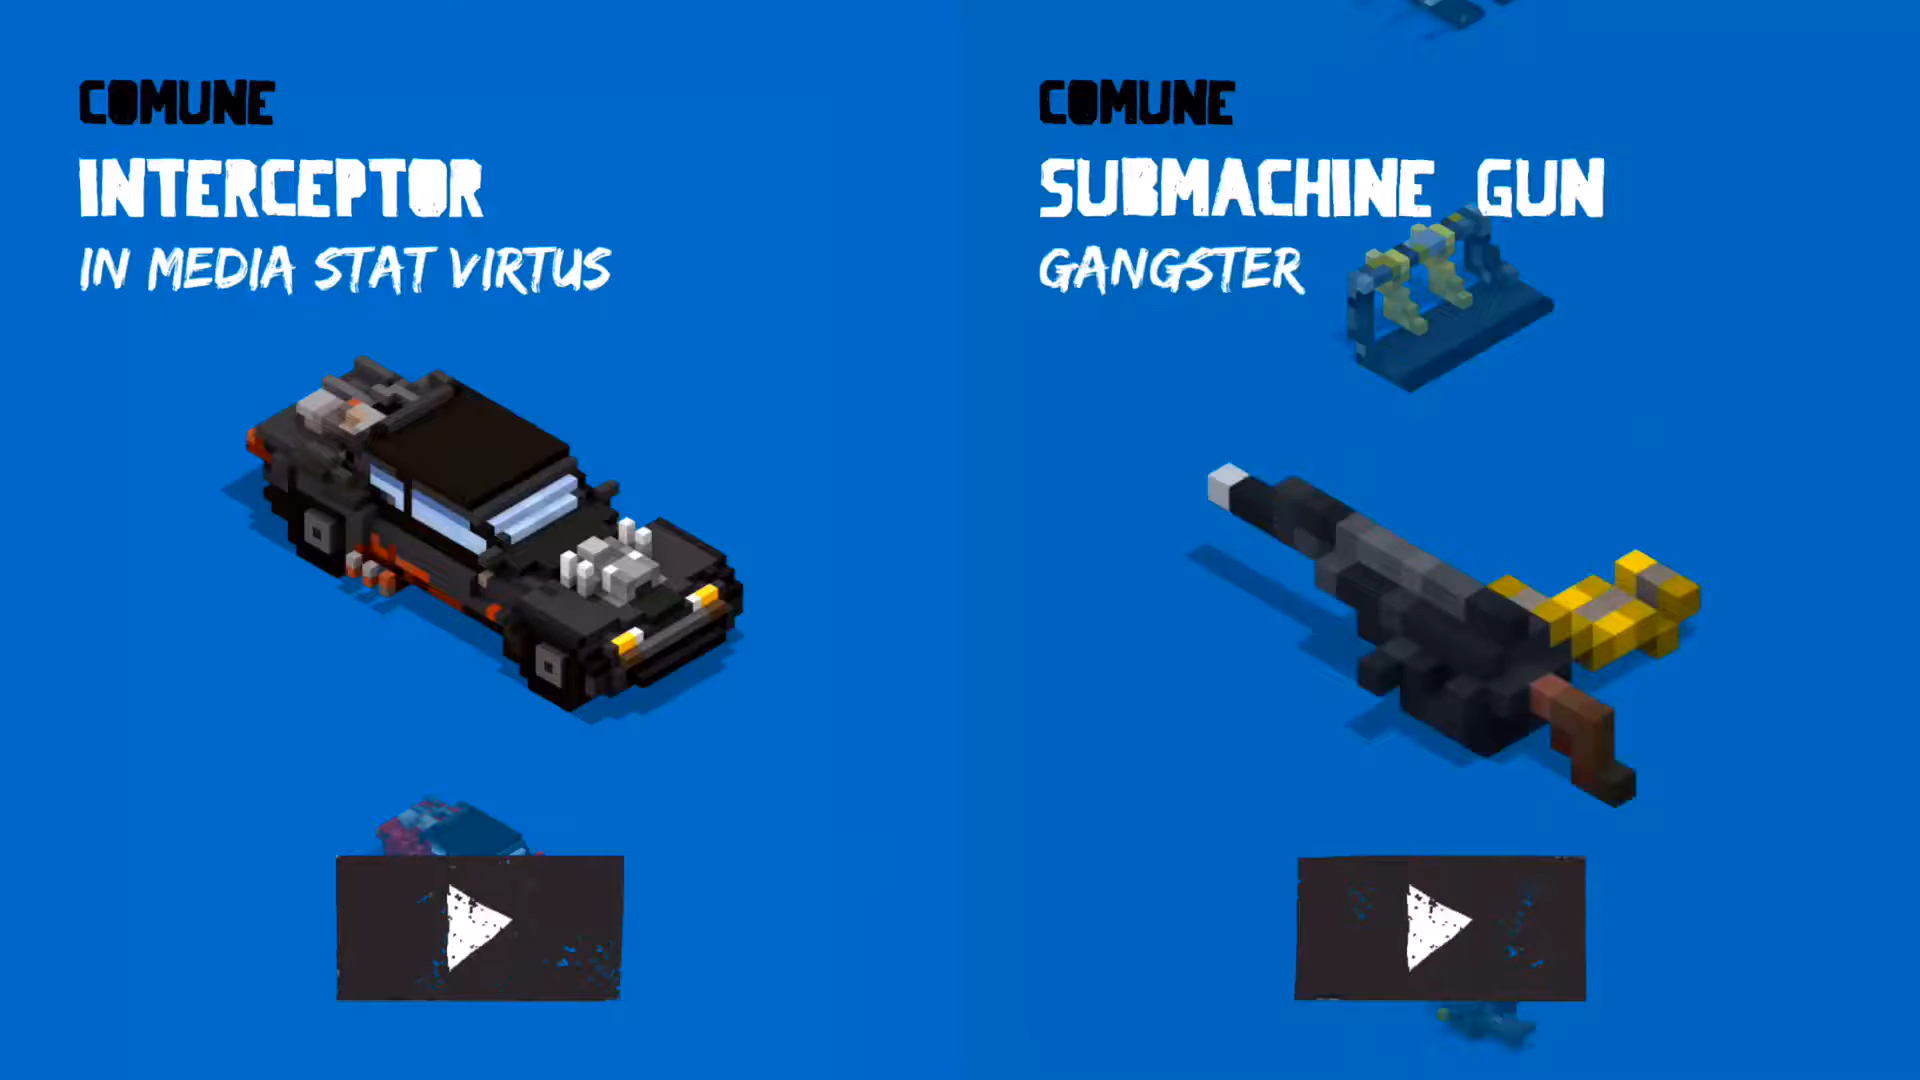 COMUNE
INTERCEPTOR
IN MEDIA STAT VIRTUS
COMUNE
SUBMACHINE GUN
GANGSTER